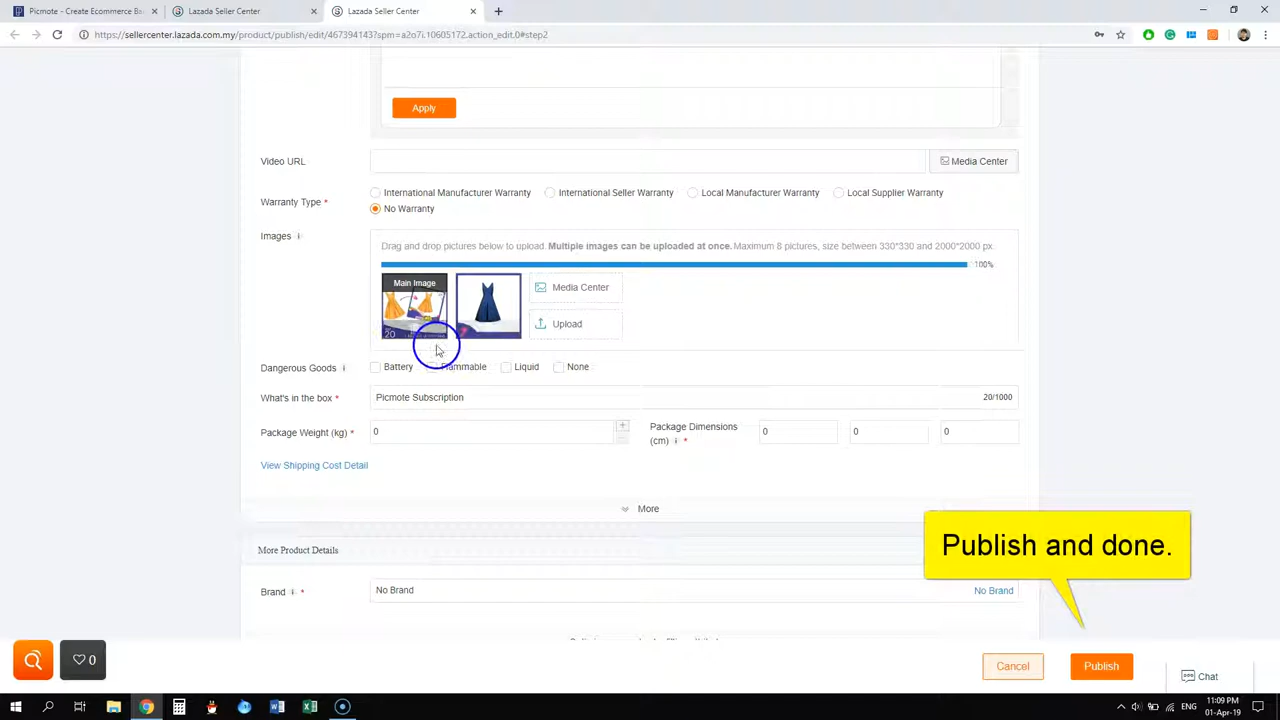 Picmote - Create Ecommerce Ba
Lazada Seller Center
Lazada Seller Center
https://sellercenter.lazada.com.my/product/publish/edit/467394143?spm=a2o7i.10605172.action_edit.0#step2
Apply
Video URL
Media Center
International Manufacturer Warranty
International Seller Warranty
Local Manufacturer Warranty
Local Supplier Warranty
Warranty Type *
No Warranty
Images
Drag and drop pictures below to upload. Multiple images can be uploaded at once. Maximum 8 pictures, size between 330*330 and 2000*2000 px.
100%
Main Image
20
Media Center
Upload
Dangerous Goods
Battery
Flammable
Liquid
None
What's in the box *
Picmote Subscription
20/1000
Package Weight (kg) *
0
Package Dimensions
(cm) *
0
0
0
View Shipping Cost Detail
More
More Product Details
Publish and done.
Brand *
No Brand
No Brand
0
Cancel
Publish
Chat
ENG
11:09 PM
01-Apr-19